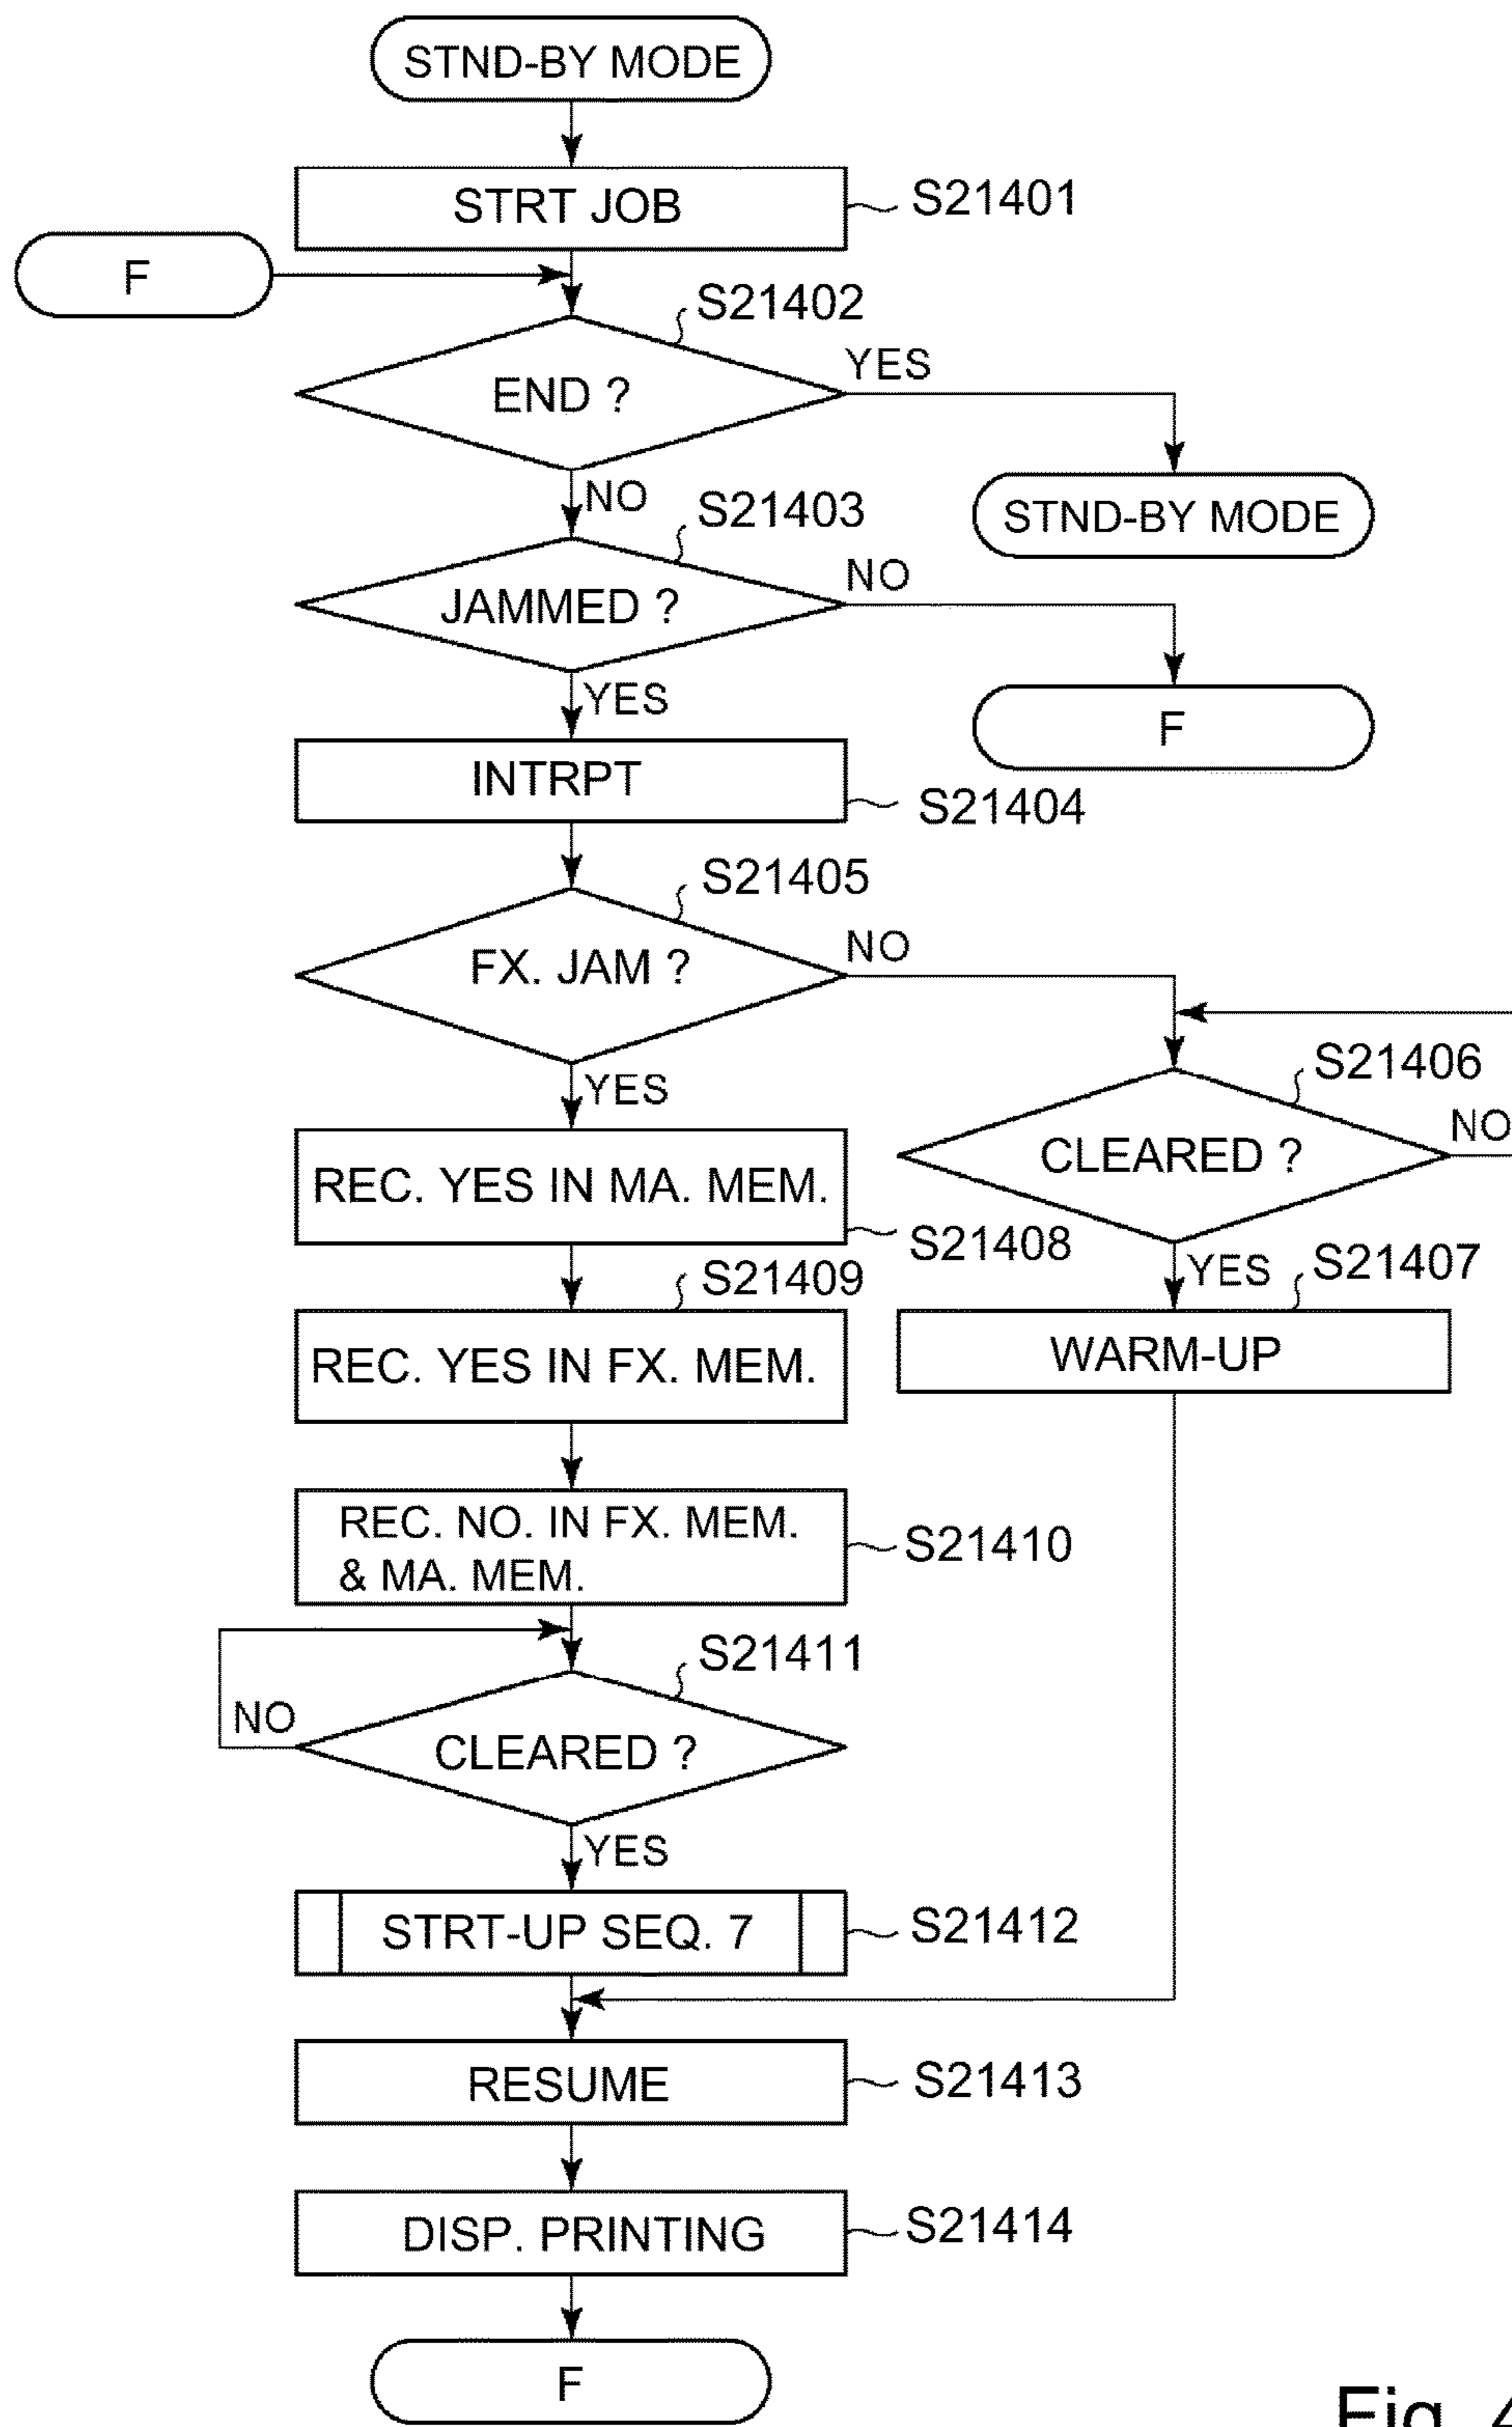 STND-BY MODE
STRT JOB
S21401
F
S21402
END ?
YES
STND-BY MODE
NO
S21403
JAMMED ?
NO
F
YES
INTRPT
S21404
S21405
FX. JAM ?
NO
YES
S21406
CLEARED ?
NO
REC. YES IN MA. MEM.
S21408
YES
S21407
WARM-UP
S21409
REC. YES IN FX. MEM.
REC. NO. IN FX. MEM.
& MA. MEM.
S21410
S21411
NO
CLEARED ?
YES
STRT-UP SEQ. 7
S21412
RESUME
S21413
DISP. PRINTING
S21414
F
Fig. 4